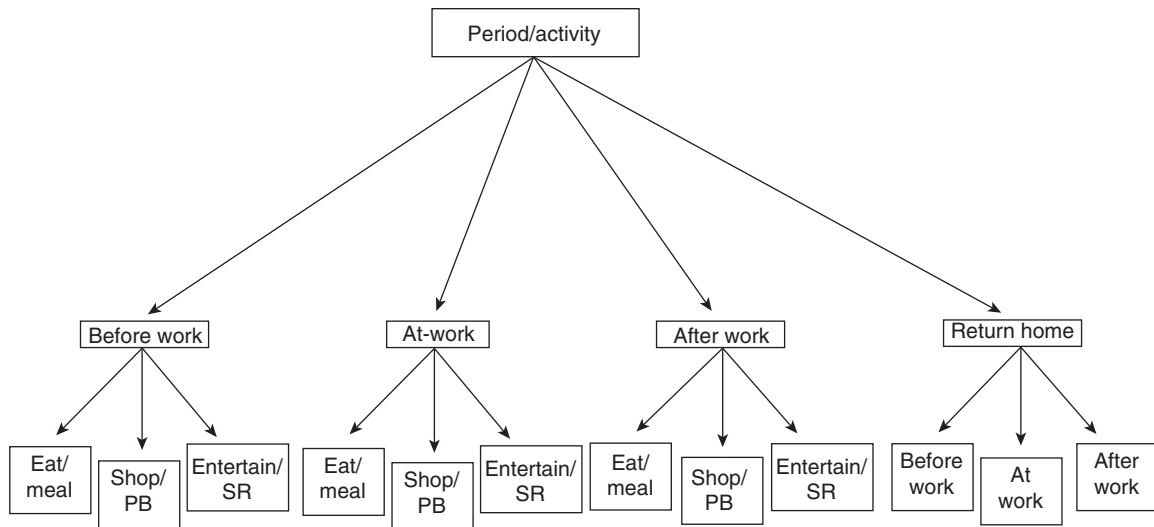 Period/activity
Before work
At-work
After work
Return home
Eat/
meal
Shop/
PB
Entertain/
SR
Eat/
meal
Shop/
PB
Entertain/
SR
Eat/
meal
Shop/
PB
Entertain/
SR
Before
work
At
work
After
work